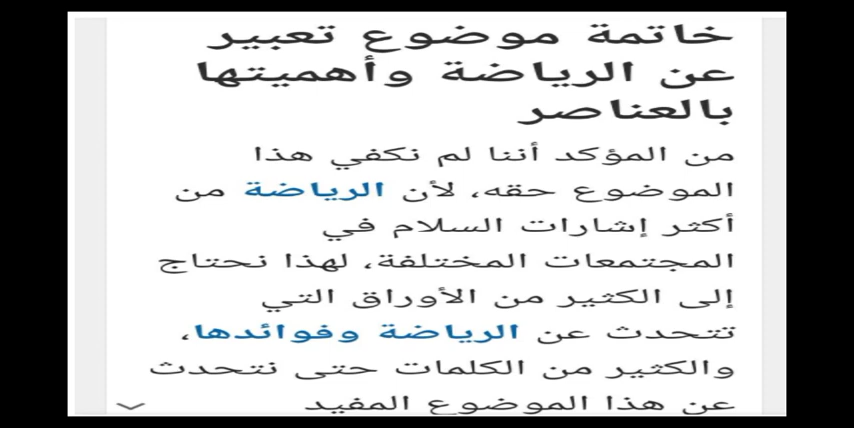 خاتمة موضوع تعبير
عن الرياضة وأهميتها
بالعناصر
من المؤكد أننا لم نكفي هذا
الموضوع حقه، لأن الرياضة من
أكثر إشارات السلام في
المجتمعات المختلفة، لهذا نحتاج
إلى الكثير من الأوراق التي
تتحدث عن الرياضة وفوائدها،
والكثير من الكلمات حتى نتحدث
عن هذا الموضوع المفيد